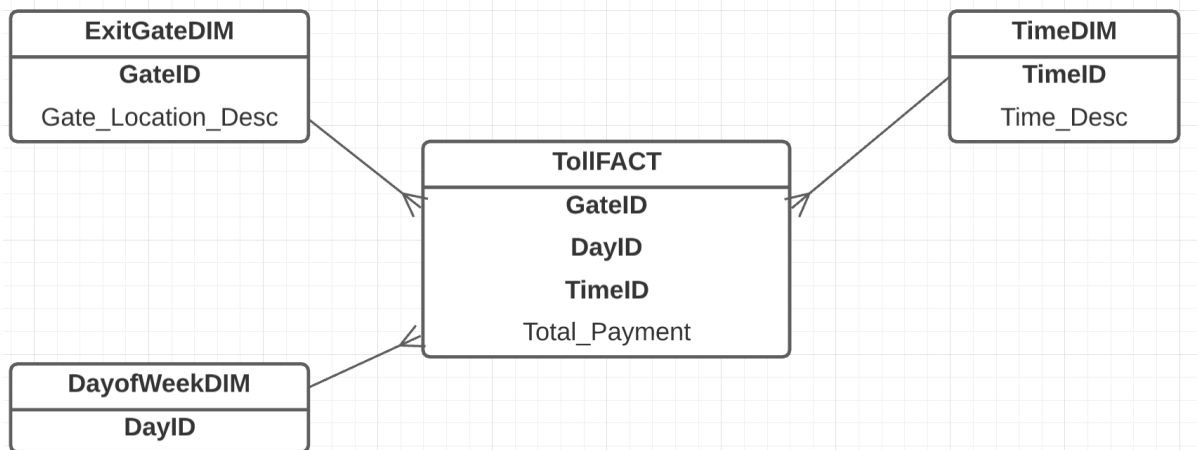 ExitGateDIM
GateID
Gate_Location_Desc
TimeDIM
TimeID
Time_Desc
TollFACT
GateID
DayID
TimeID
Total_Payment
DayofWeekDIM
DayID